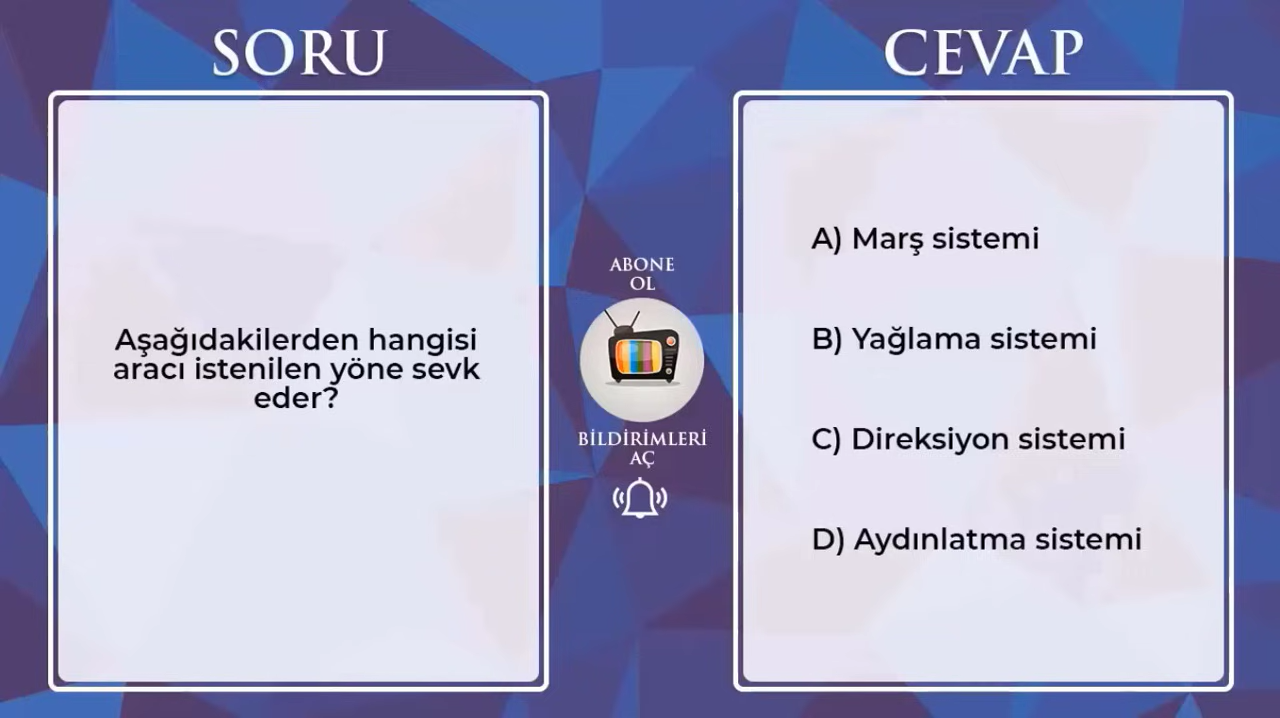 SORU
Aşağıdakilerden hangisi
aracı istenilen yöne sevk
eder?
ABONE
OL
BİLDİRİMLERİ
AÇ
CEVAP
A) Marş sistemi
B) Yağlama sistemi
C) Direksiyon sistemi
D) Aydınlatma sistemi